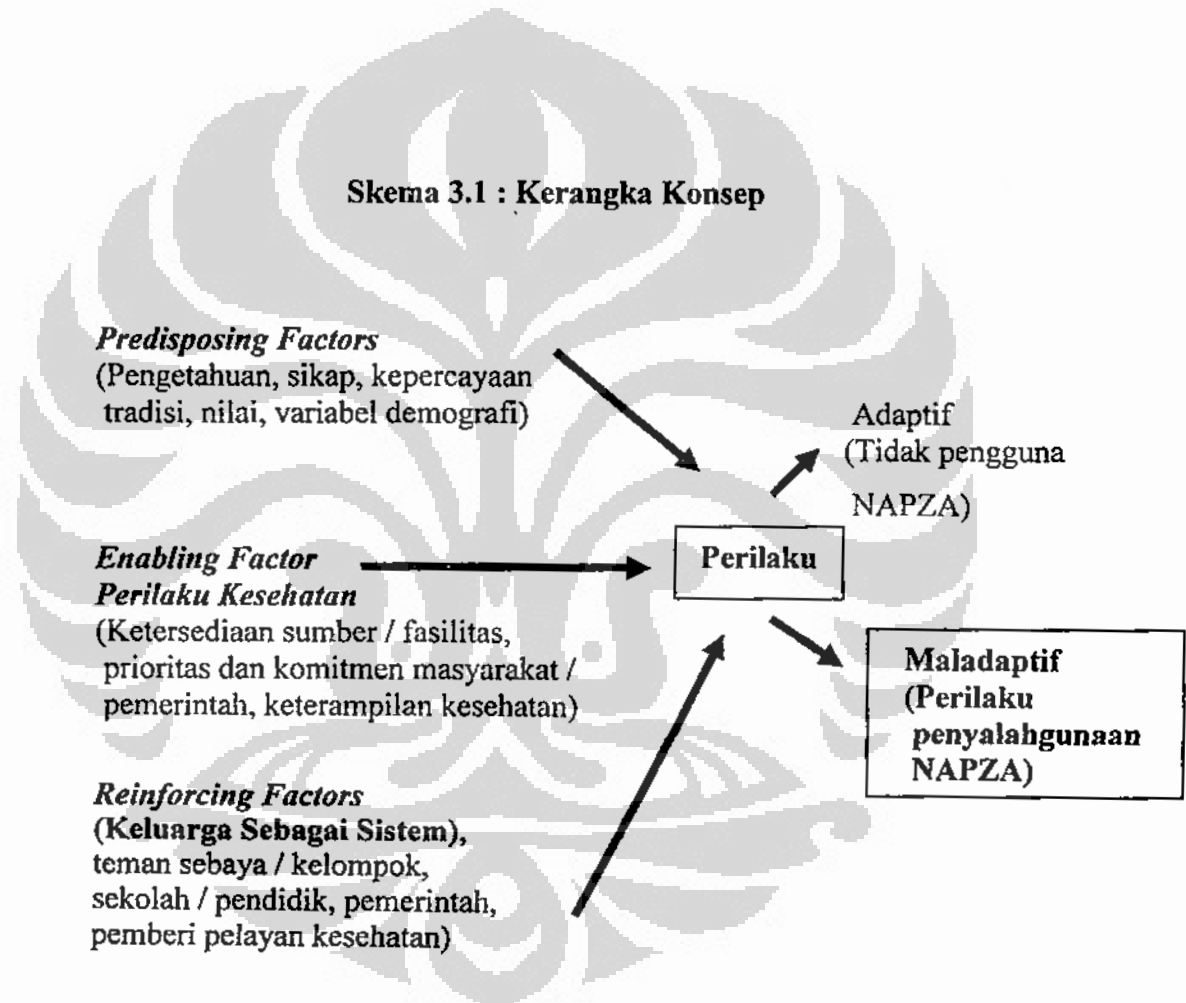 Skema 3.1 : Kerangka Konsep
Predisposing Factors
(Pengetahuan, sikap, kepercayaan
tradisi, nilai, variabel demografi)
Adaptif
(Tidak pengguna
NAPZA)
Enabling Factor
Perilaku Kesehatan
(Ketersediaan sumber / fasilitas,
prioritas dan komitmen masyarakat /
pemerintah, keterampilan kesehatan)
Perilaku
Maladaptif
(Perilaku
penyalahgunaan
NAPZA)
Reinforcing Factors
(Keluarga Sebagai Sistem),
teman sebaya / kelompok,
sekolah / pendidik, pemerintah,
pemberi pelayan kesehatan)